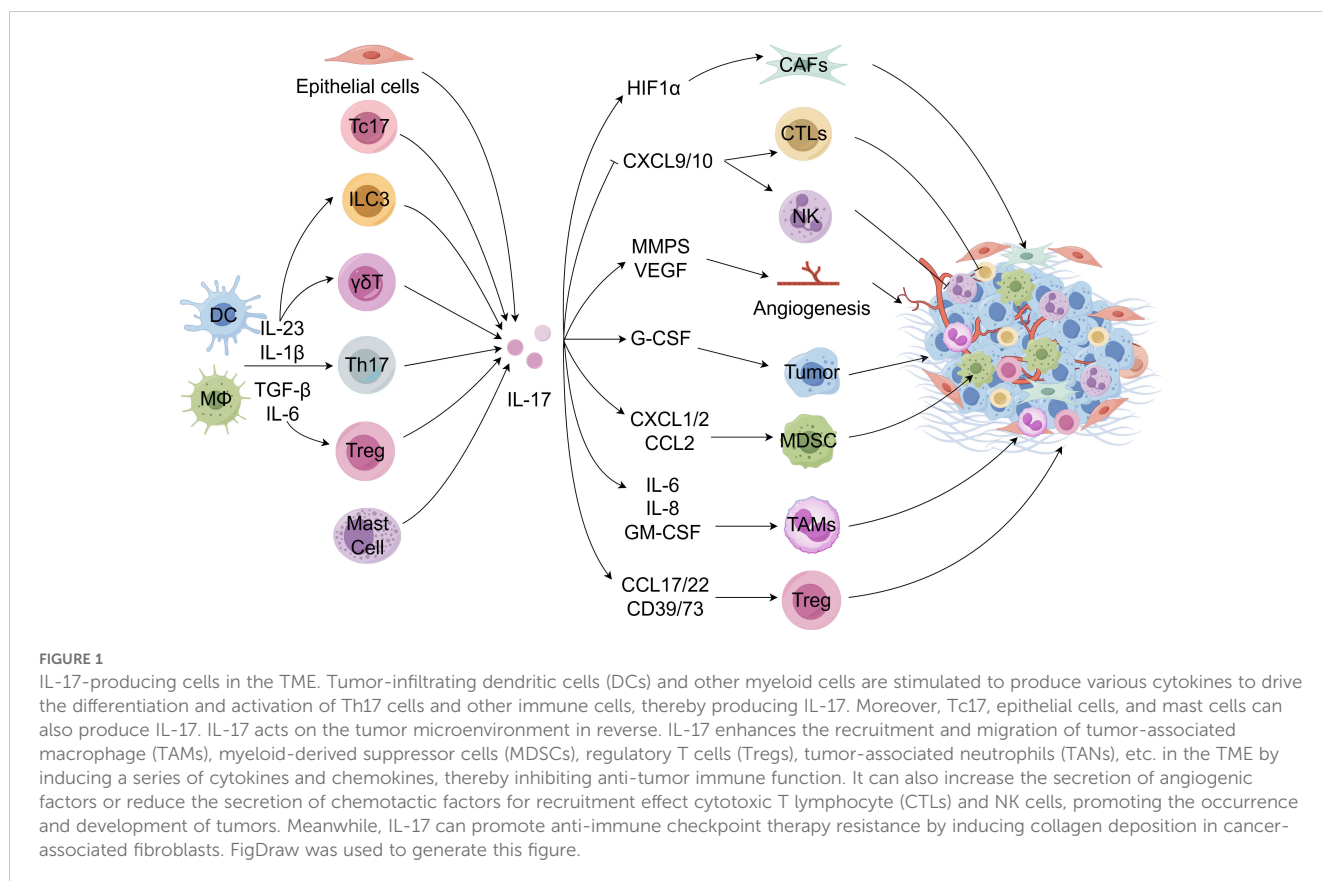 Epithelial cells
Tc17
ILC3
γδT
DC
IL-23
IL-1β
Th17
MΦ
TGF-β
IL-6
Treg
Mast
Cell
IL-17
HIF1α
CAFs
CXCL9/10
CTLs
NK
MMPS
VEGF
Angiogenesis
G-CSF
Tumor
CXCL1/2
CCL2
MDSC
IL-6
IL-8
GM-CSF
TAMs
CCL17/22
CD39/73
Treg
FIGURE 1
IL-17-producing cells in the TME. Tumor-infiltrating dendritic cells (DCs) and other myeloid cells are stimulated to produce various cytokines to drive
the differentiation and activation of Th17 cells and other immune cells, thereby producing IL-17. Moreover, Tc17, epithelial cells, and mast cells can
also produce IL-17. IL-17 acts on the tumor microenvironment in reverse. IL-17 enhances the recruitment and migration of tumor-associated
macrophage (TAMs), myeloid-derived suppressor cells (MDSCs), regulatory T cells (Tregs), tumor-associated neutrophils (TANs), etc. in the TME by
inducing a series of cytokines and chemokines, thereby inhibiting anti-tumor immune function. It can also increase the secretion of angiogenic
factors or reduce the secretion of chemotactic factors for recruitment effect cytotoxic T lymphocyte (CTLs) and NK cells, promoting the occurrence
and development of tumors. Meanwhile, IL-17 can promote anti-immune checkpoint therapy resistance by inducing collagen deposition in cancer-
associated fibroblasts. FigDraw was used to generate this figure.